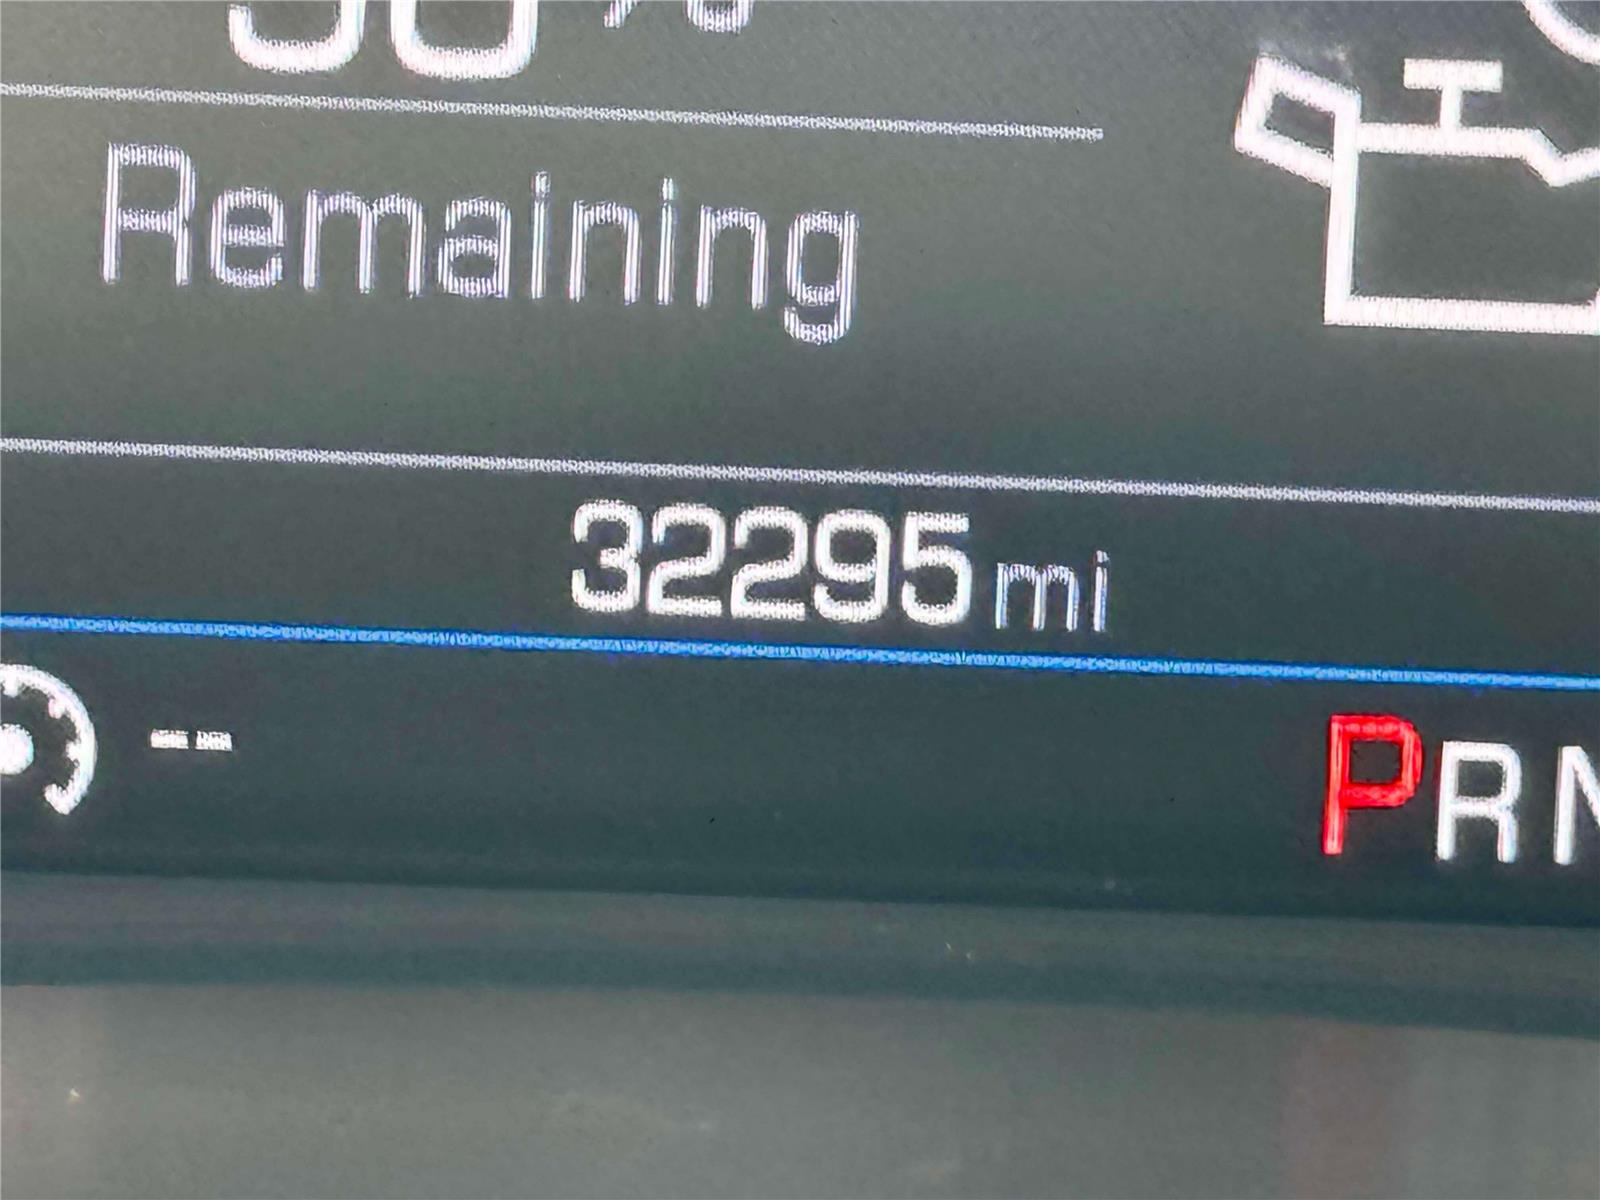 Remaining
32295 mi
--
PRN